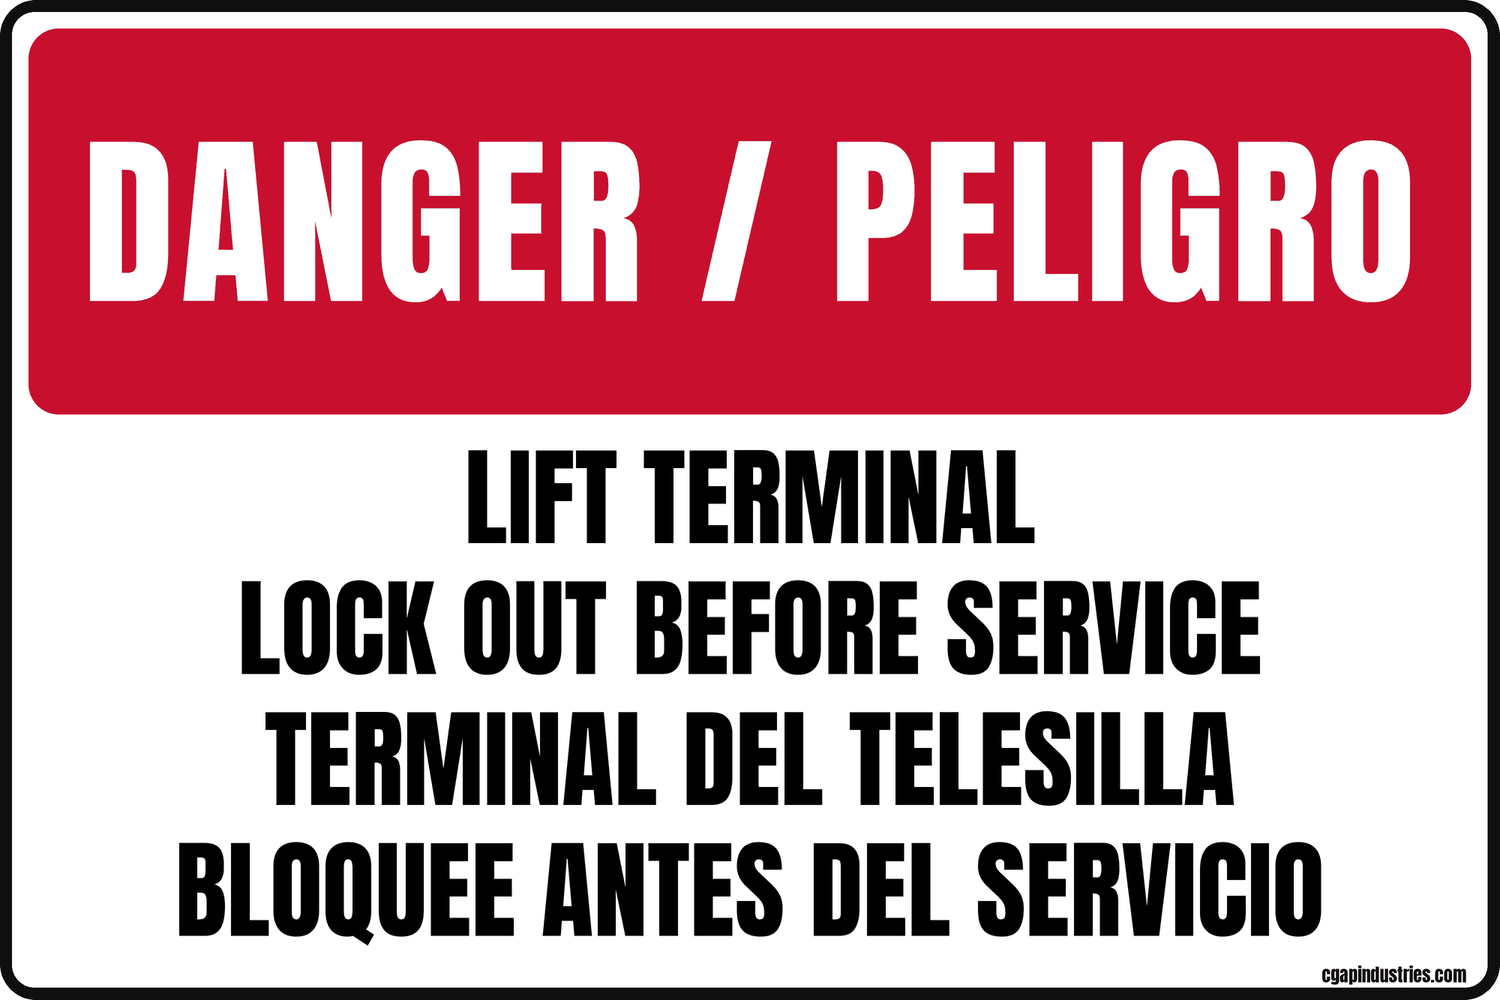 DANGER / PELIGRO
LIFT TERMINAL
LOCK OUT BEFORE SERVICE
TERMINAL DEL TELESILLA
BLOQUEE ANTES DEL SERVICIO
cgapindustries.com